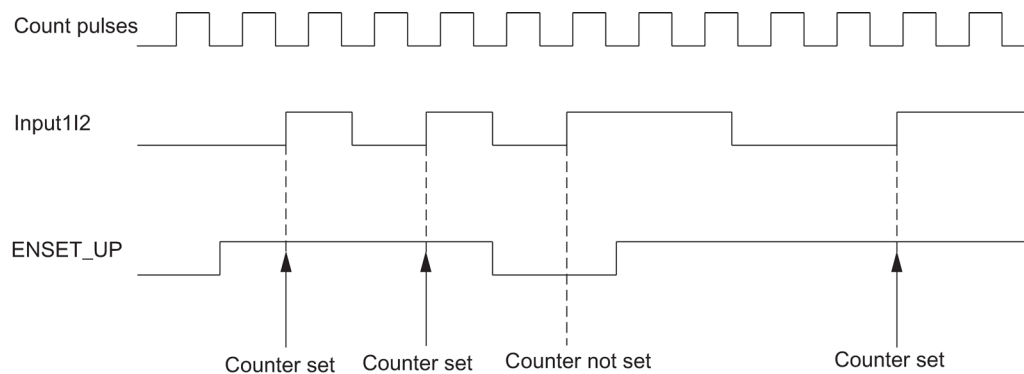 Count pulses
Input1I2
ENSET_UP
Counter set
Counter set
Counter not set
Counter set